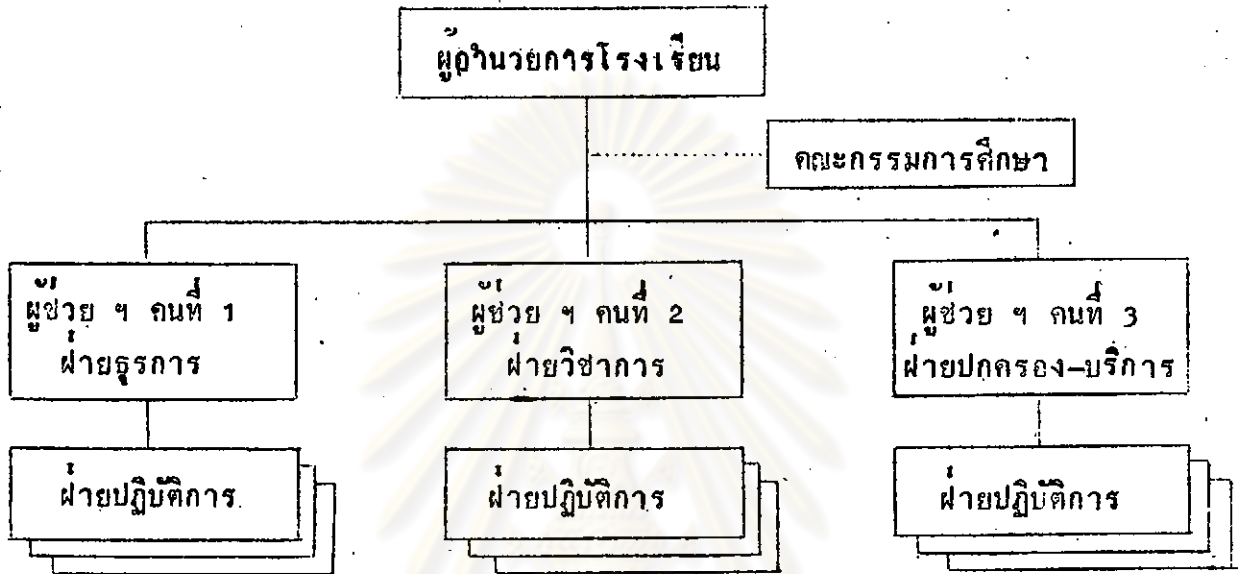 ผู้อำนวยการโรงเรียน
คณะกรรมการศึกษา
ผู้ช่วย ฯ คนที่ 1
ฝ่ายธุรการ
ผู้ช่วย ฯ คนที่ 2
ฝ่ายวิชาการ
ผู้ช่วย ฯ คนที่ 3
ฝ่ายปกครอง-บริการ
ฝ่ายปฏิบัติการ
ฝ่ายปฏิบัติการ
ฝ่ายปฏิบัติการ